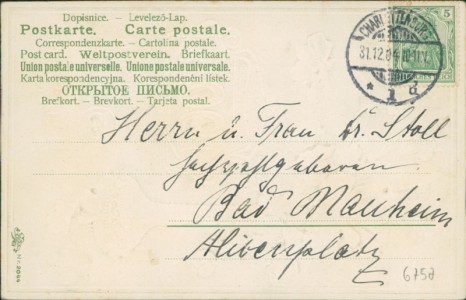 Dopisnice. — Levelező-Lap.
Postkarte. Carte postale.
Correspondenzkarte. — Cartolina postale.
Post card. Weltpostverein. Briefkaart.
Union postale universelle. Unione postale universale.
Karta korespondencyjna. Korespondenční lístek.
ОТКРЫТОЕ ПИСЬМО.
Brefkort. — Brevkort. — Tarjeta postal.
CHARLOTTENBURG
31.12.04
* 1 d
5
Herrn u. Frau Dr. Stoll
Bad Nauheim
Alicenplatz
6758